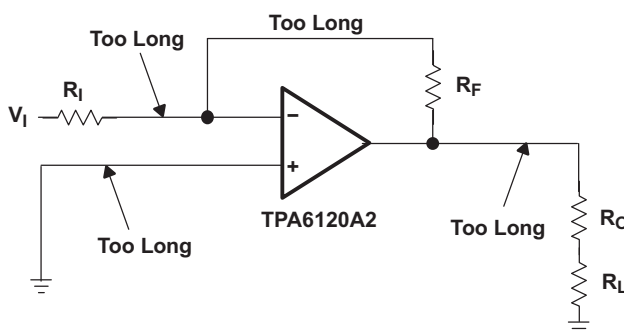 Too Long
Too Long
R_I
R_F
V_I
−
+
TPA6120A2
Too Long
Too Long
R_O
R_L